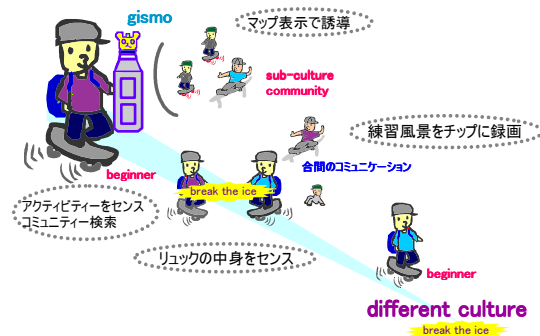 gismo
マップ表示で誘導
sub-culture
community
練習風景をチップに録画
合間のコミュニケーション
beginner
break the ice
アクティビティーをセンス
コミュニティー検索
リュックの中身をセンス
beginner
different culture
break the ice